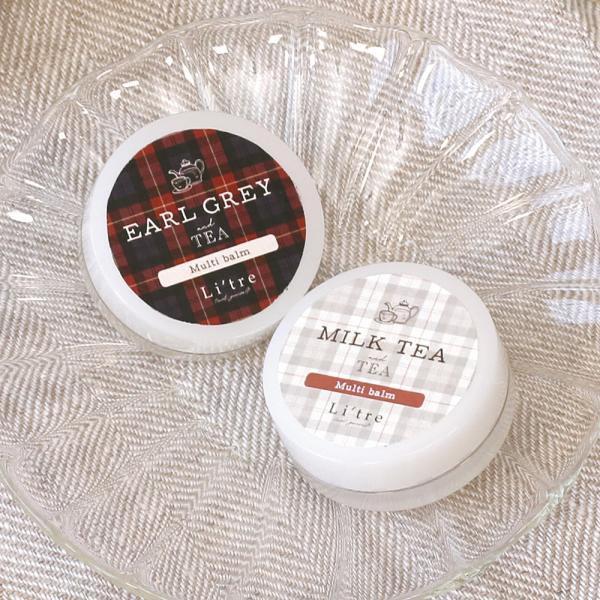 EARL GREY
and
TEA
Multi balm
Li'tre
MILK TEA
and
TEA
Multi balm
Li'tre